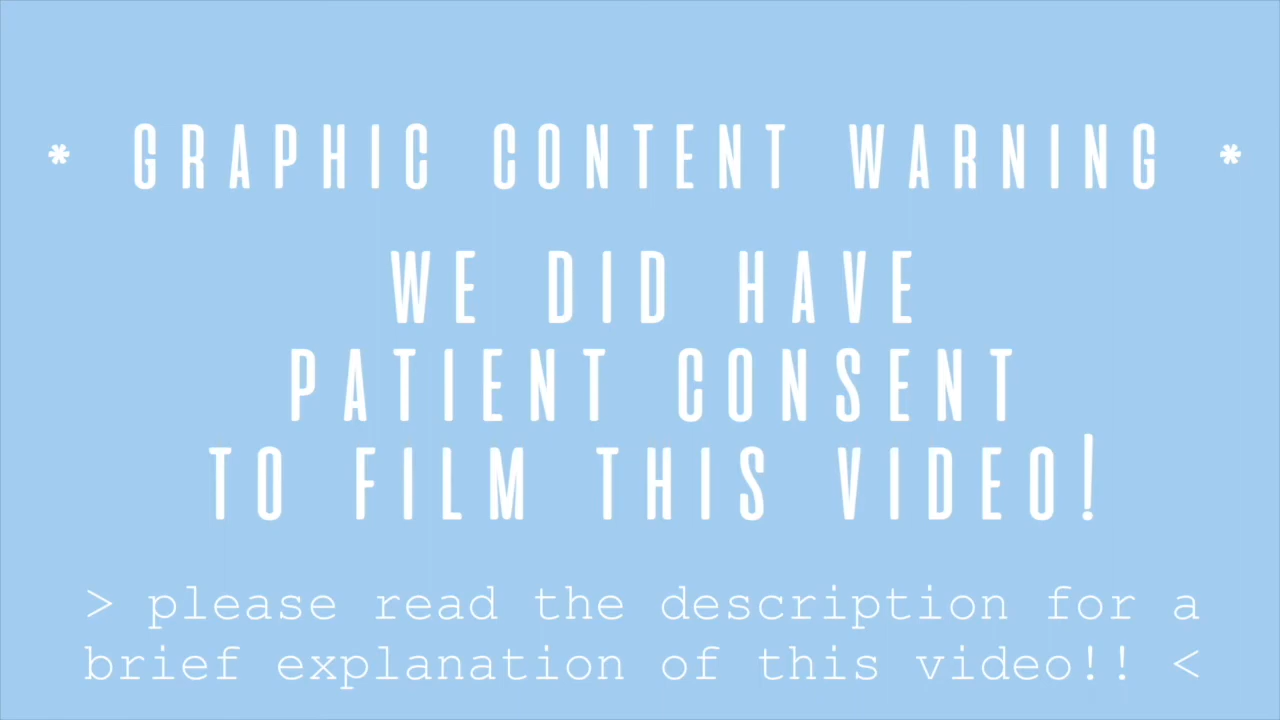 * GRAPHIC CONTENT WARNING *
WE DID HAVE
PATIENT CONSENT
TO FILM THIS VIDEO!
> please read the description for a
brief explanation of this video!! <